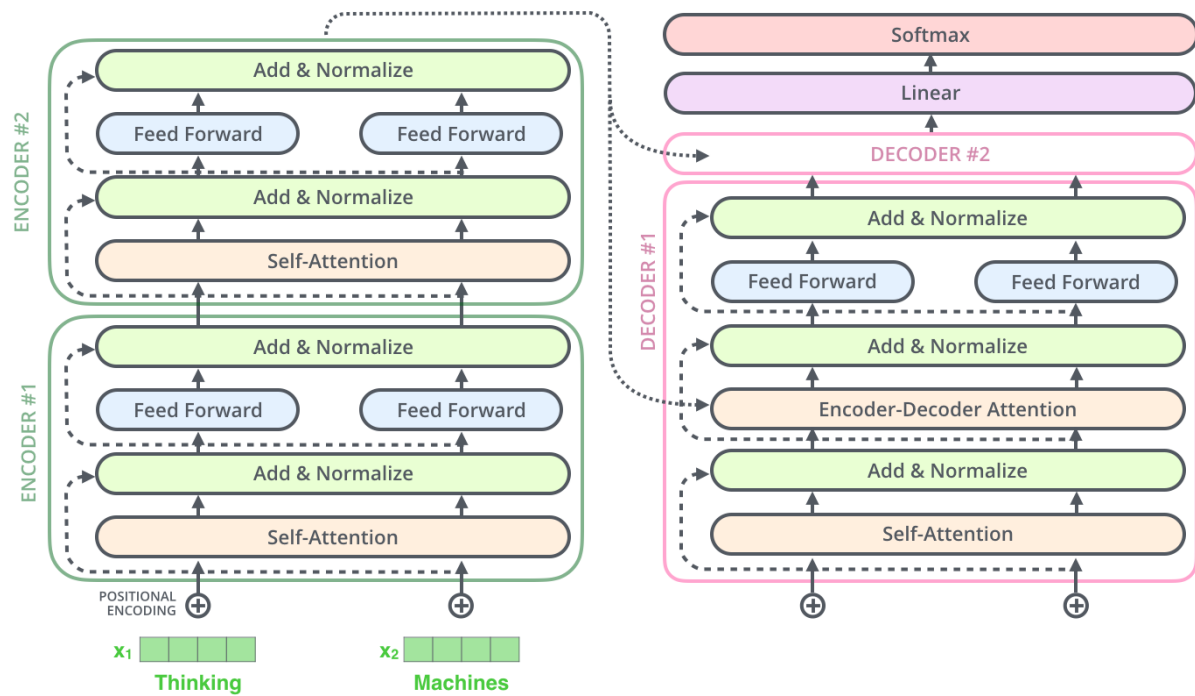 ENCODER #2
Add & Normalize
Feed Forward
Feed Forward
Add & Normalize
Self-Attention
ENCODER #1
Add & Normalize
Feed Forward
Feed Forward
Add & Normalize
Self-Attention
POSITIONAL
ENCODING
x1
x2
Thinking
Machines
Softmax
Linear
DECODER #2
DECODER #1
Add & Normalize
Feed Forward
Feed Forward
Add & Normalize
Encoder-Decoder Attention
Add & Normalize
Self-Attention